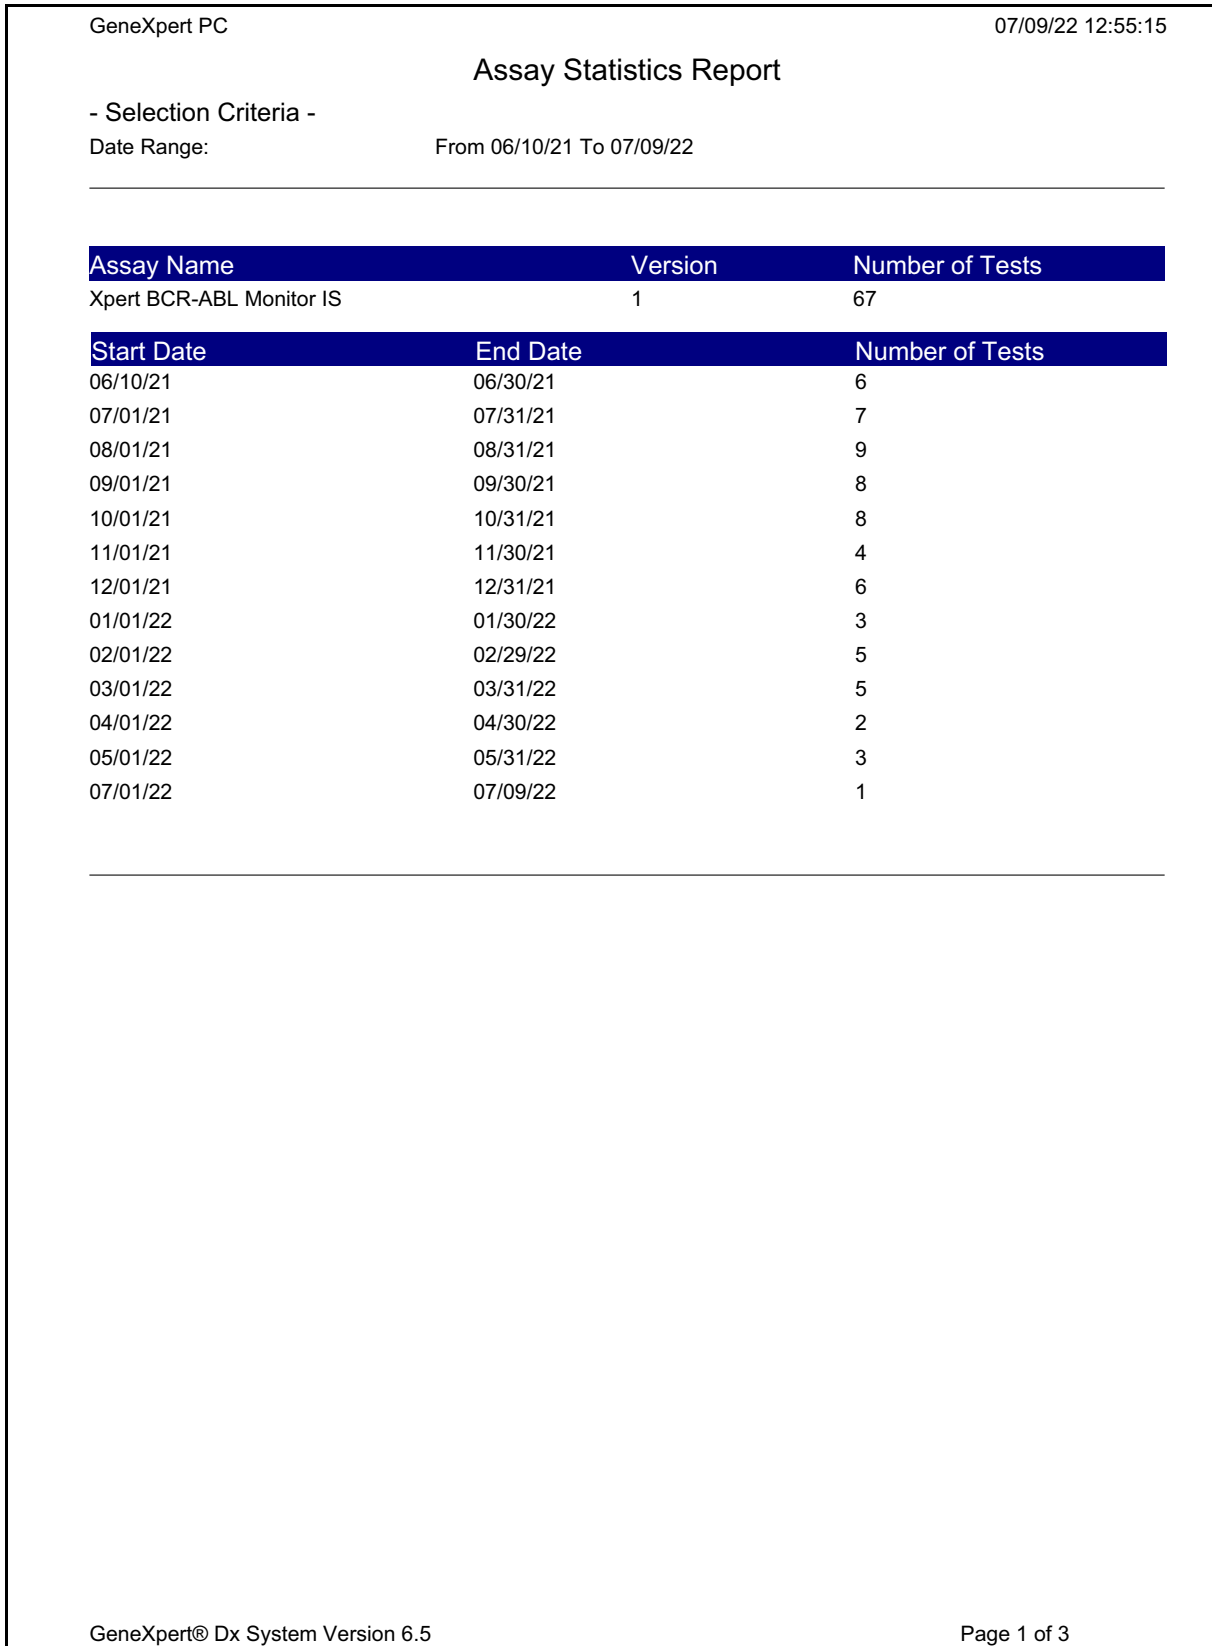 GeneXpert PC 07/09/22 12:55:15
Assay Statistics Report
- Selection Criteria -
Date Range: From 06/10/21 To 07/09/22
Assay Name Version Number of Tests
Xpert BCR-ABL Monitor IS 1 67
Start Date End Date Number of Tests
06/10/21 06/30/21 6
07/01/21 07/31/21 7
08/01/21 08/31/21 9
09/01/21 09/30/21 8
10/01/21 10/31/21 8
11/01/21 11/30/21 4
12/01/21 12/31/21 6
01/01/22 01/30/22 3
02/01/22 02/29/22 5
03/01/22 03/31/22 5
04/01/22 04/30/22 2
05/01/22 05/31/22 3
07/01/22 07/09/22 1
GeneXpert® Dx System Version 6.5 Page 1 of 3